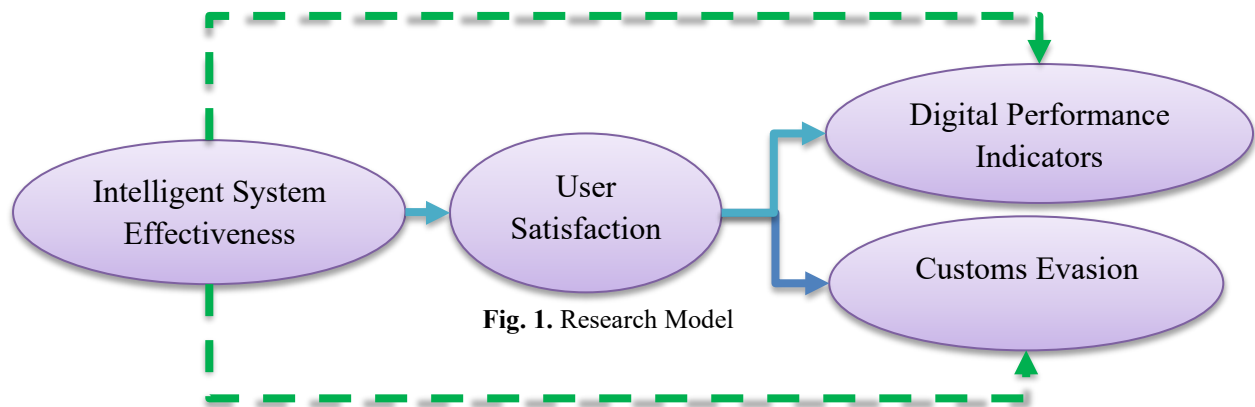 Intelligent System
Effectiveness
User
Satisfaction
Digital Performance
Indicators
Customs Evasion
Fig. 1. Research Model